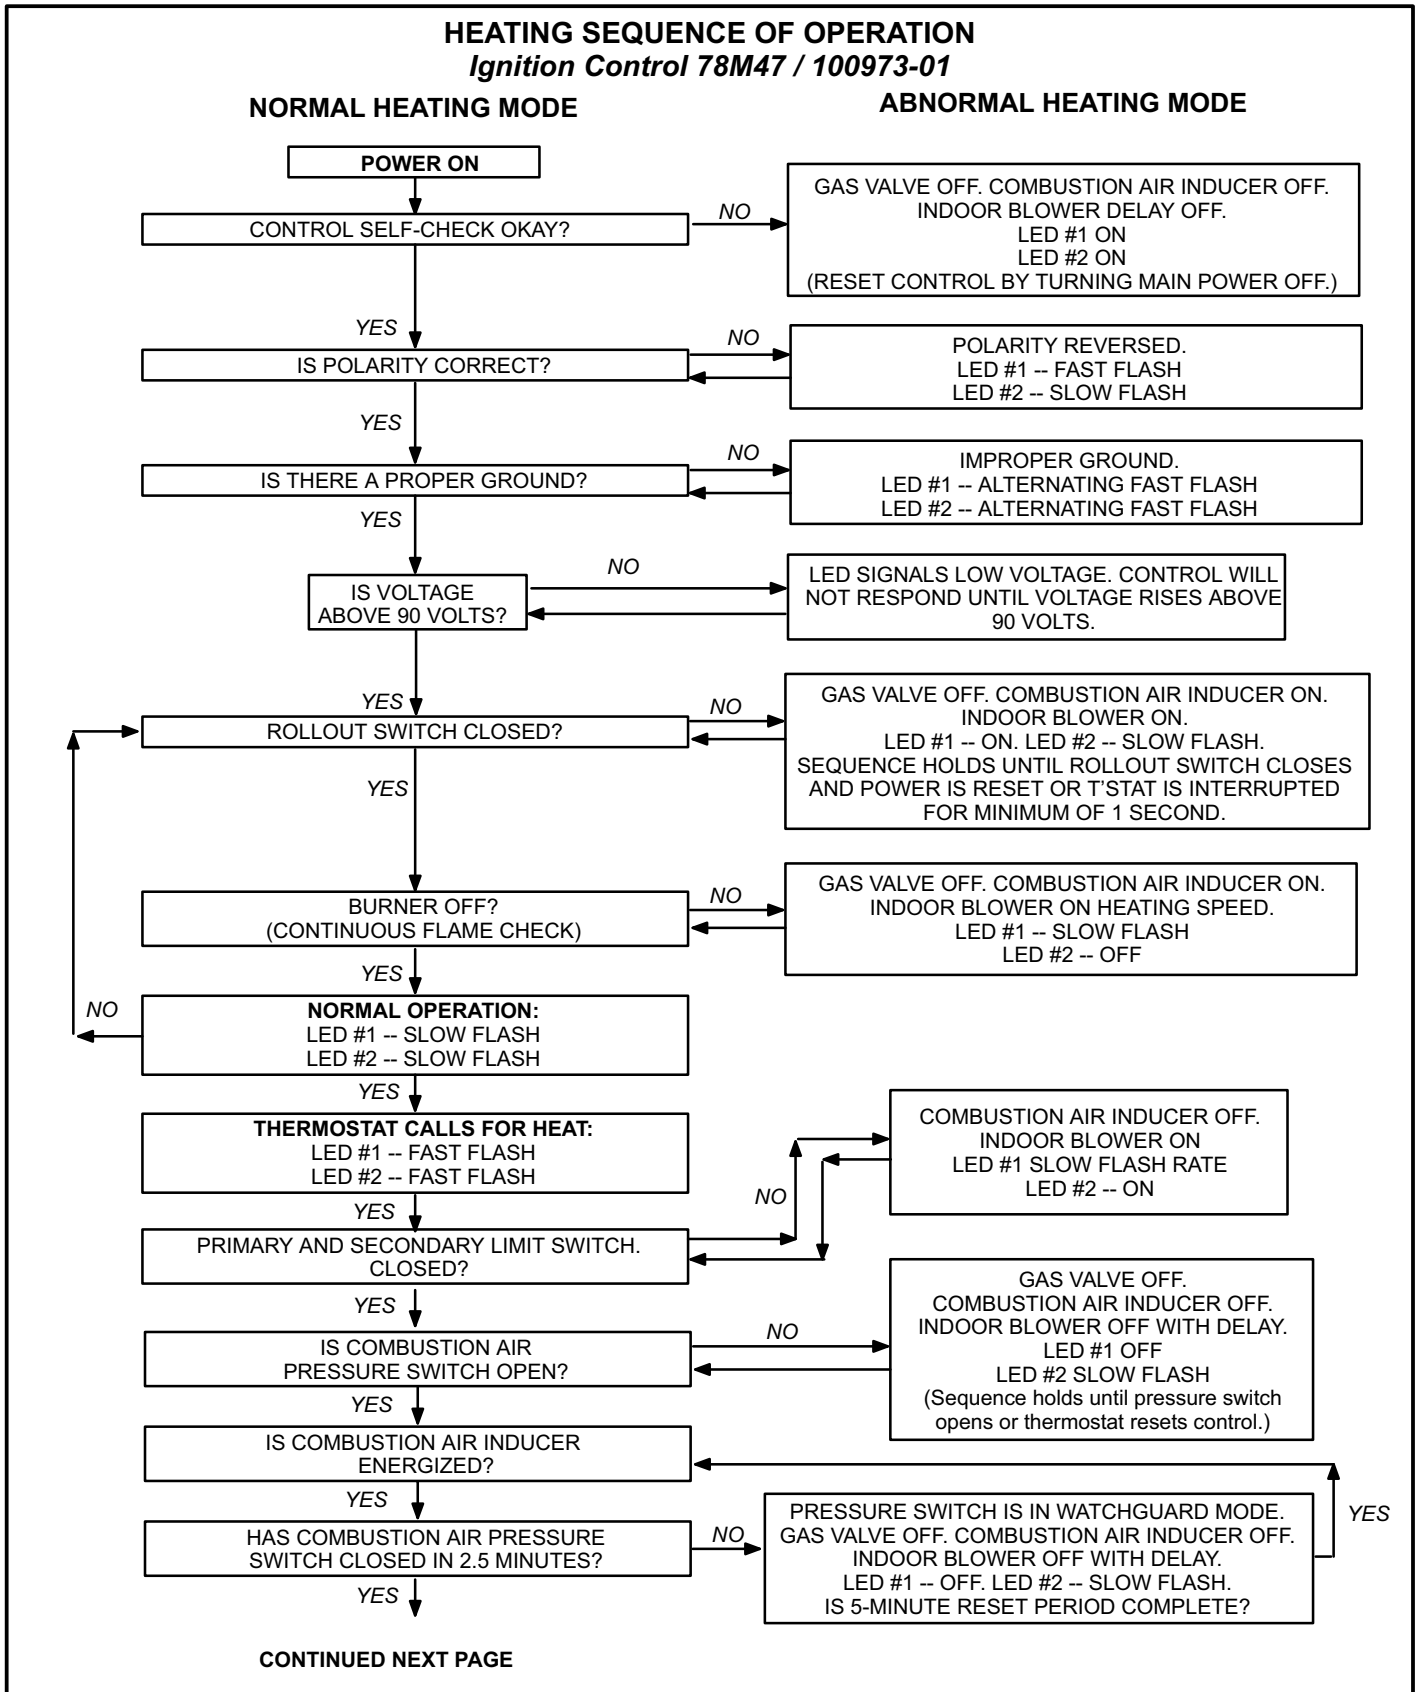 HEATING SEQUENCE OF OPERATION
Ignition Control 78M47 / 100973-01
NORMAL HEATING MODE
ABNORMAL HEATING MODE
POWER ON
CONTROL SELF-CHECK OKAY?
NO
GAS VALVE OFF. COMBUSTION AIR INDUCER OFF.
INDOOR BLOWER DELAY OFF.
LED #1 ON
LED #2 ON
(RESET CONTROL BY TURNING MAIN POWER OFF.)
YES
IS POLARITY CORRECT?
NO
POLARITY REVERSED.
LED #1 -- FAST FLASH
LED #2 -- SLOW FLASH
YES
IS THERE A PROPER GROUND?
NO
IMPROPER GROUND.
LED #1 -- ALTERNATING FAST FLASH
LED #2 -- ALTERNATING FAST FLASH
YES
IS VOLTAGE
ABOVE 90 VOLTS?
NO
LED SIGNALS LOW VOLTAGE. CONTROL WILL
NOT RESPOND UNTIL VOLTAGE RISES ABOVE
90 VOLTS.
YES
ROLLOUT SWITCH CLOSED?
NO
GAS VALVE OFF. COMBUSTION AIR INDUCER ON.
INDOOR BLOWER ON.
LED #1 -- ON. LED #2 -- SLOW FLASH.
SEQUENCE HOLDS UNTIL ROLLOUT SWITCH CLOSES
AND POWER IS RESET OR T'STAT IS INTERRUPTED
FOR MINIMUM OF 1 SECOND.
YES
BURNER OFF?
(CONTINUOUS FLAME CHECK)
NO
GAS VALVE OFF. COMBUSTION AIR INDUCER ON.
INDOOR BLOWER ON HEATING SPEED.
LED #1 -- SLOW FLASH
LED #2 -- OFF
YES
NO
NORMAL OPERATION:
LED #1 -- SLOW FLASH
LED #2 -- SLOW FLASH
YES
THERMOSTAT CALLS FOR HEAT:
LED #1 -- FAST FLASH
LED #2 -- FAST FLASH
YES
PRIMARY AND SECONDARY LIMIT SWITCH.
CLOSED?
NO
COMBUSTION AIR INDUCER OFF.
INDOOR BLOWER ON
LED #1 SLOW FLASH RATE
LED #2 -- ON
YES
IS COMBUSTION AIR
PRESSURE SWITCH OPEN?
NO
GAS VALVE OFF.
COMBUSTION AIR INDUCER OFF.
INDOOR BLOWER OFF WITH DELAY.
LED #1 OFF
LED #2 SLOW FLASH
(Sequence holds until pressure switch
opens or thermostat resets control.)
YES
IS COMBUSTION AIR INDUCER
ENERGIZED?
YES
HAS COMBUSTION AIR PRESSURE
SWITCH CLOSED IN 2.5 MINUTES?
NO
PRESSURE SWITCH IS IN WATCHGUARD MODE.
GAS VALVE OFF. COMBUSTION AIR INDUCER OFF.
INDOOR BLOWER OFF WITH DELAY.
LED #1 -- OFF. LED #2 -- SLOW FLASH.
IS 5-MINUTE RESET PERIOD COMPLETE?
YES
YES
CONTINUED NEXT PAGE